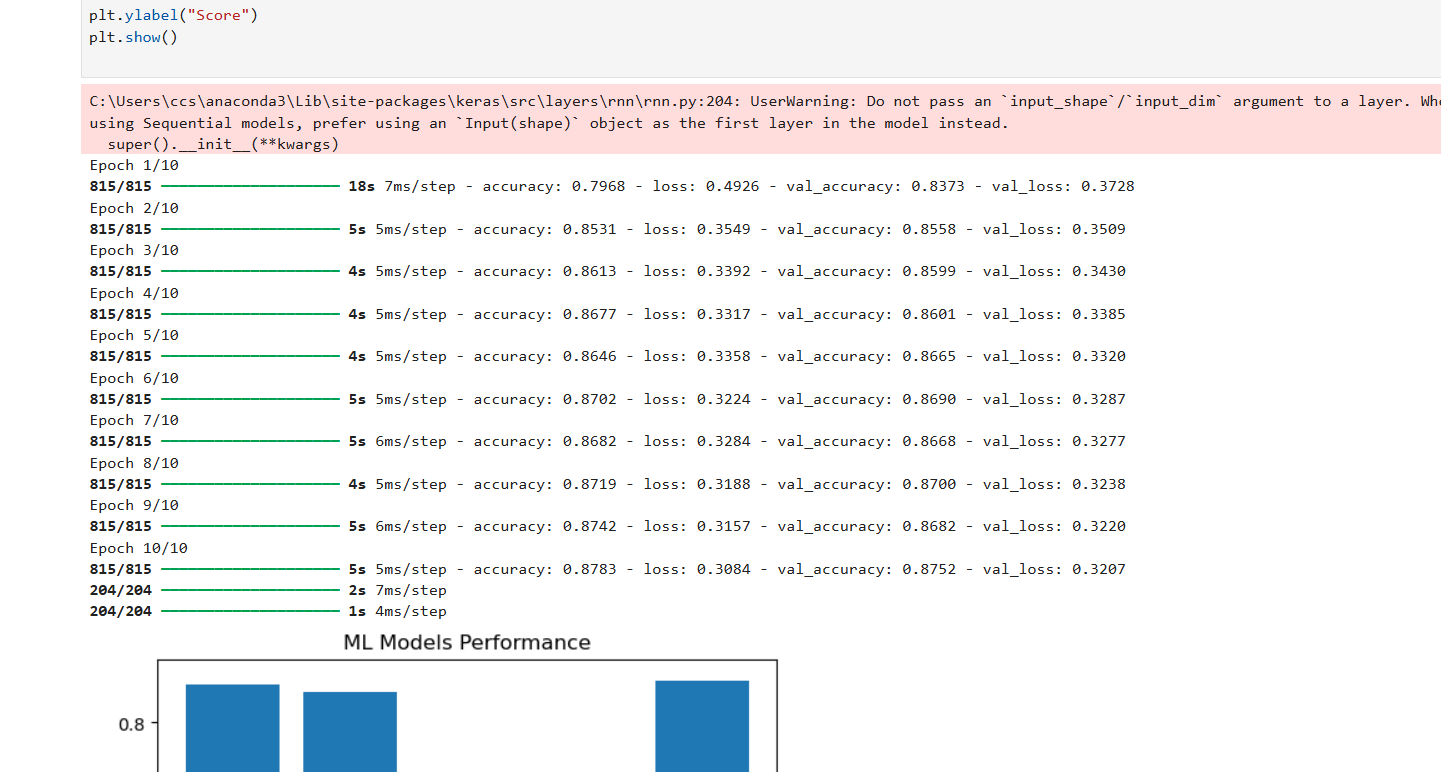 plt.ylabel("Score")
plt.show()
C:\Users\ccs\anaconda3\Lib\site-packages\keras\src\layers\rnn\rnn.py:204: UserWarning: Do not pass an `input_shape`/`input_dim` argument to a layer.
using Sequential models, prefer using an `Input(shape)` object as the first layer in the model instead.
super().__init__(**kwargs)
Epoch 1/10
815/815 18s 7ms/step - accuracy: 0.7968 - loss: 0.4926 - val_accuracy: 0.8373 - val_loss: 0.3728
Epoch 2/10
815/815 5s 5ms/step - accuracy: 0.8531 - loss: 0.3549 - val_accuracy: 0.8558 - val_loss: 0.3509
Epoch 3/10
815/815 4s 5ms/step - accuracy: 0.8613 - loss: 0.3392 - val_accuracy: 0.8599 - val_loss: 0.3430
Epoch 4/10
815/815 4s 5ms/step - accuracy: 0.8677 - loss: 0.3317 - val_accuracy: 0.8601 - val_loss: 0.3385
Epoch 5/10
815/815 4s 5ms/step - accuracy: 0.8646 - loss: 0.3358 - val_accuracy: 0.8665 - val_loss: 0.3320
Epoch 6/10
815/815 5s 5ms/step - accuracy: 0.8702 - loss: 0.3224 - val_accuracy: 0.8690 - val_loss: 0.3287
Epoch 7/10
815/815 5s 6ms/step - accuracy: 0.8682 - loss: 0.3284 - val_accuracy: 0.8668 - val_loss: 0.3277
Epoch 8/10
815/815 4s 5ms/step - accuracy: 0.8719 - loss: 0.3188 - val_accuracy: 0.8700 - val_loss: 0.3238
Epoch 9/10
815/815 5s 6ms/step - accuracy: 0.8742 - loss: 0.3157 - val_accuracy: 0.8682 - val_loss: 0.3220
Epoch 10/10
815/815 5s 5ms/step - accuracy: 0.8783 - loss: 0.3084 - val_accuracy: 0.8752 - val_loss: 0.3207
204/204 2s 7ms/step
204/204 1s 4ms/step
ML Models Performance
0.8